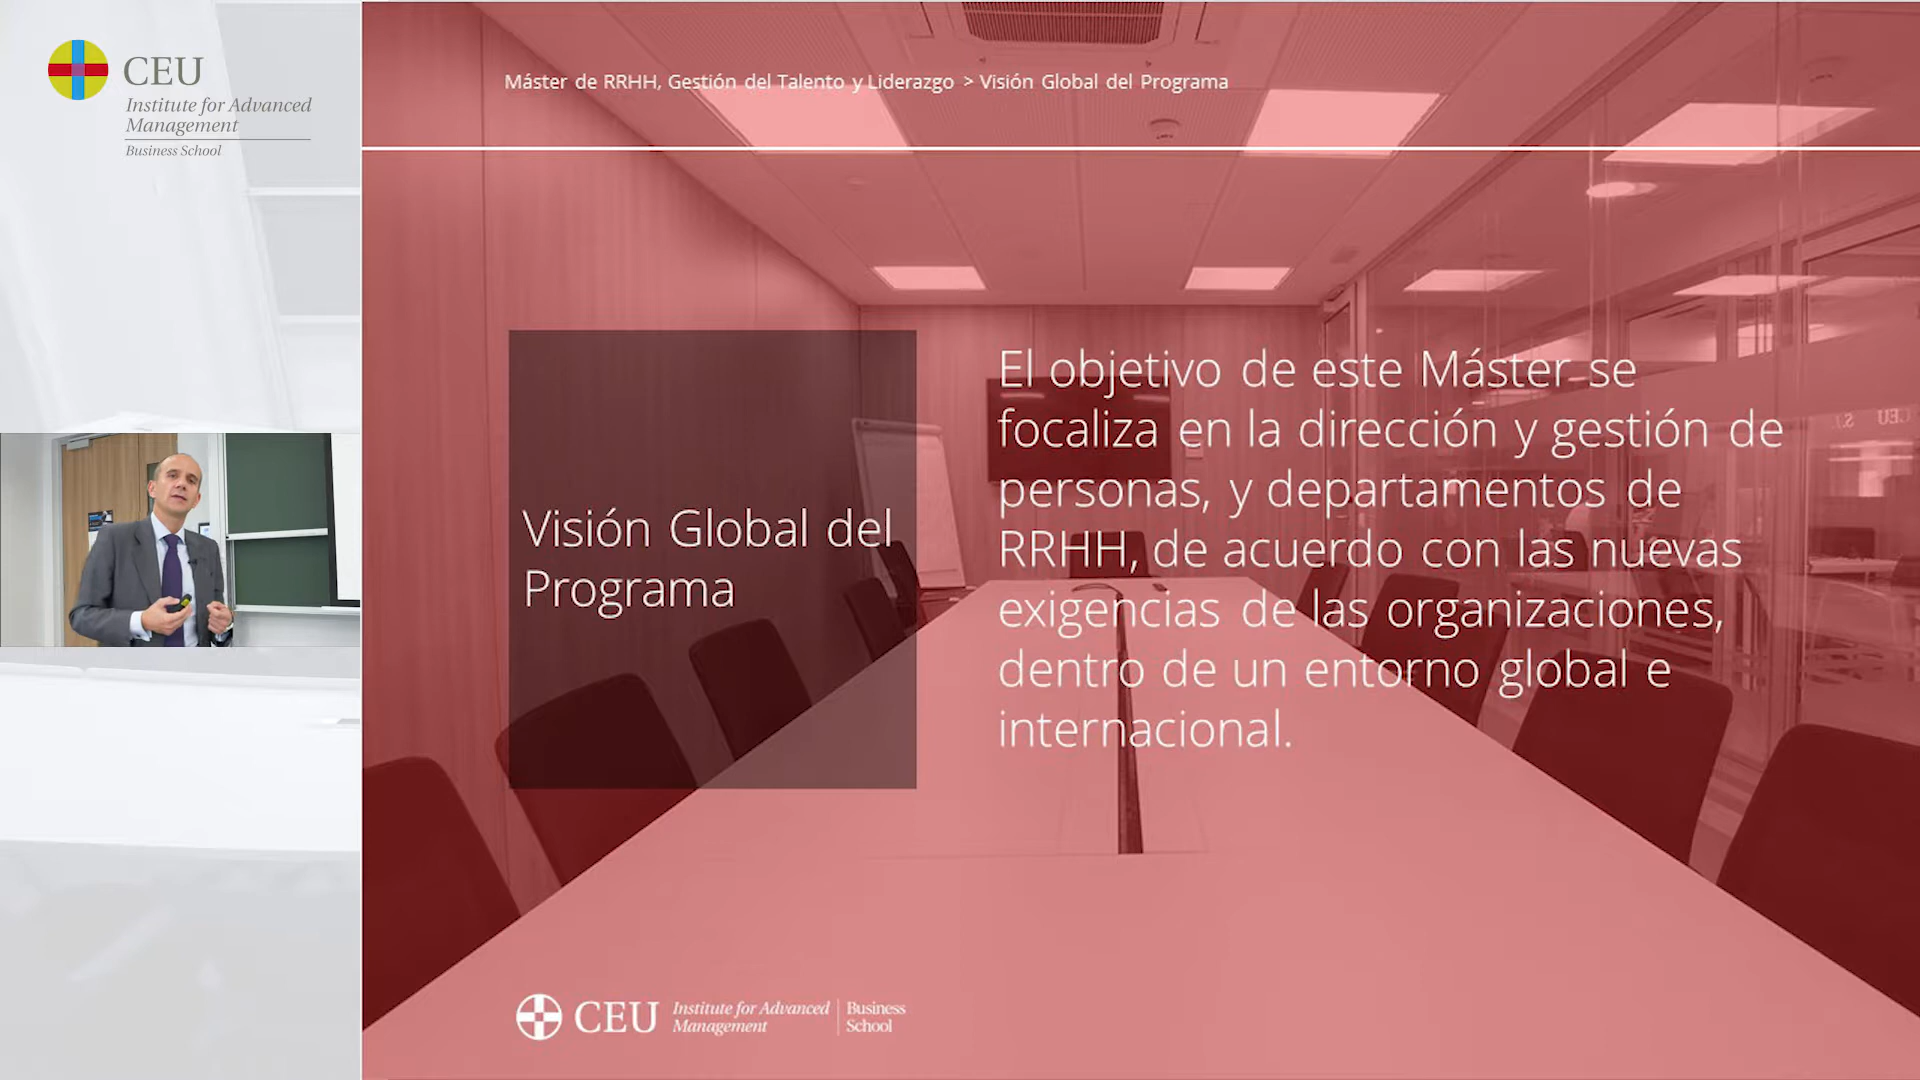 CEU
Institute for Advanced
Management
Business School
Máster de RRHH, Gestión del Talento y Liderazgo > Visión Global del Programa
Visión Global del
Programa
El objetivo de este Máster se
focaliza en la dirección y gestión de
personas, y departamentos de
RRHH, de acuerdo con las nuevas
exigencias de las organizaciones,
dentro de un entorno global e
internacional.
CEU
Institute for Advanced
Management
Business
School